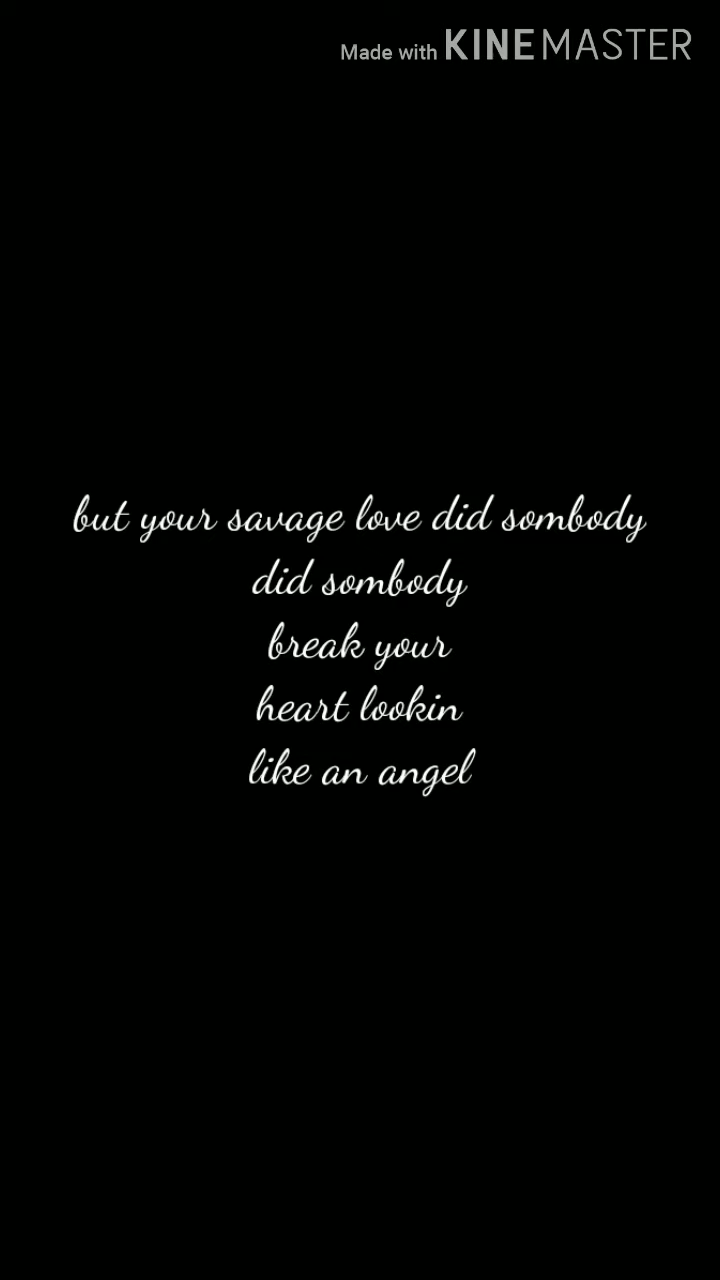 Made with KINEMASTER
but your savage love did sombody
did sombody
break your
heart lookin
like an angel